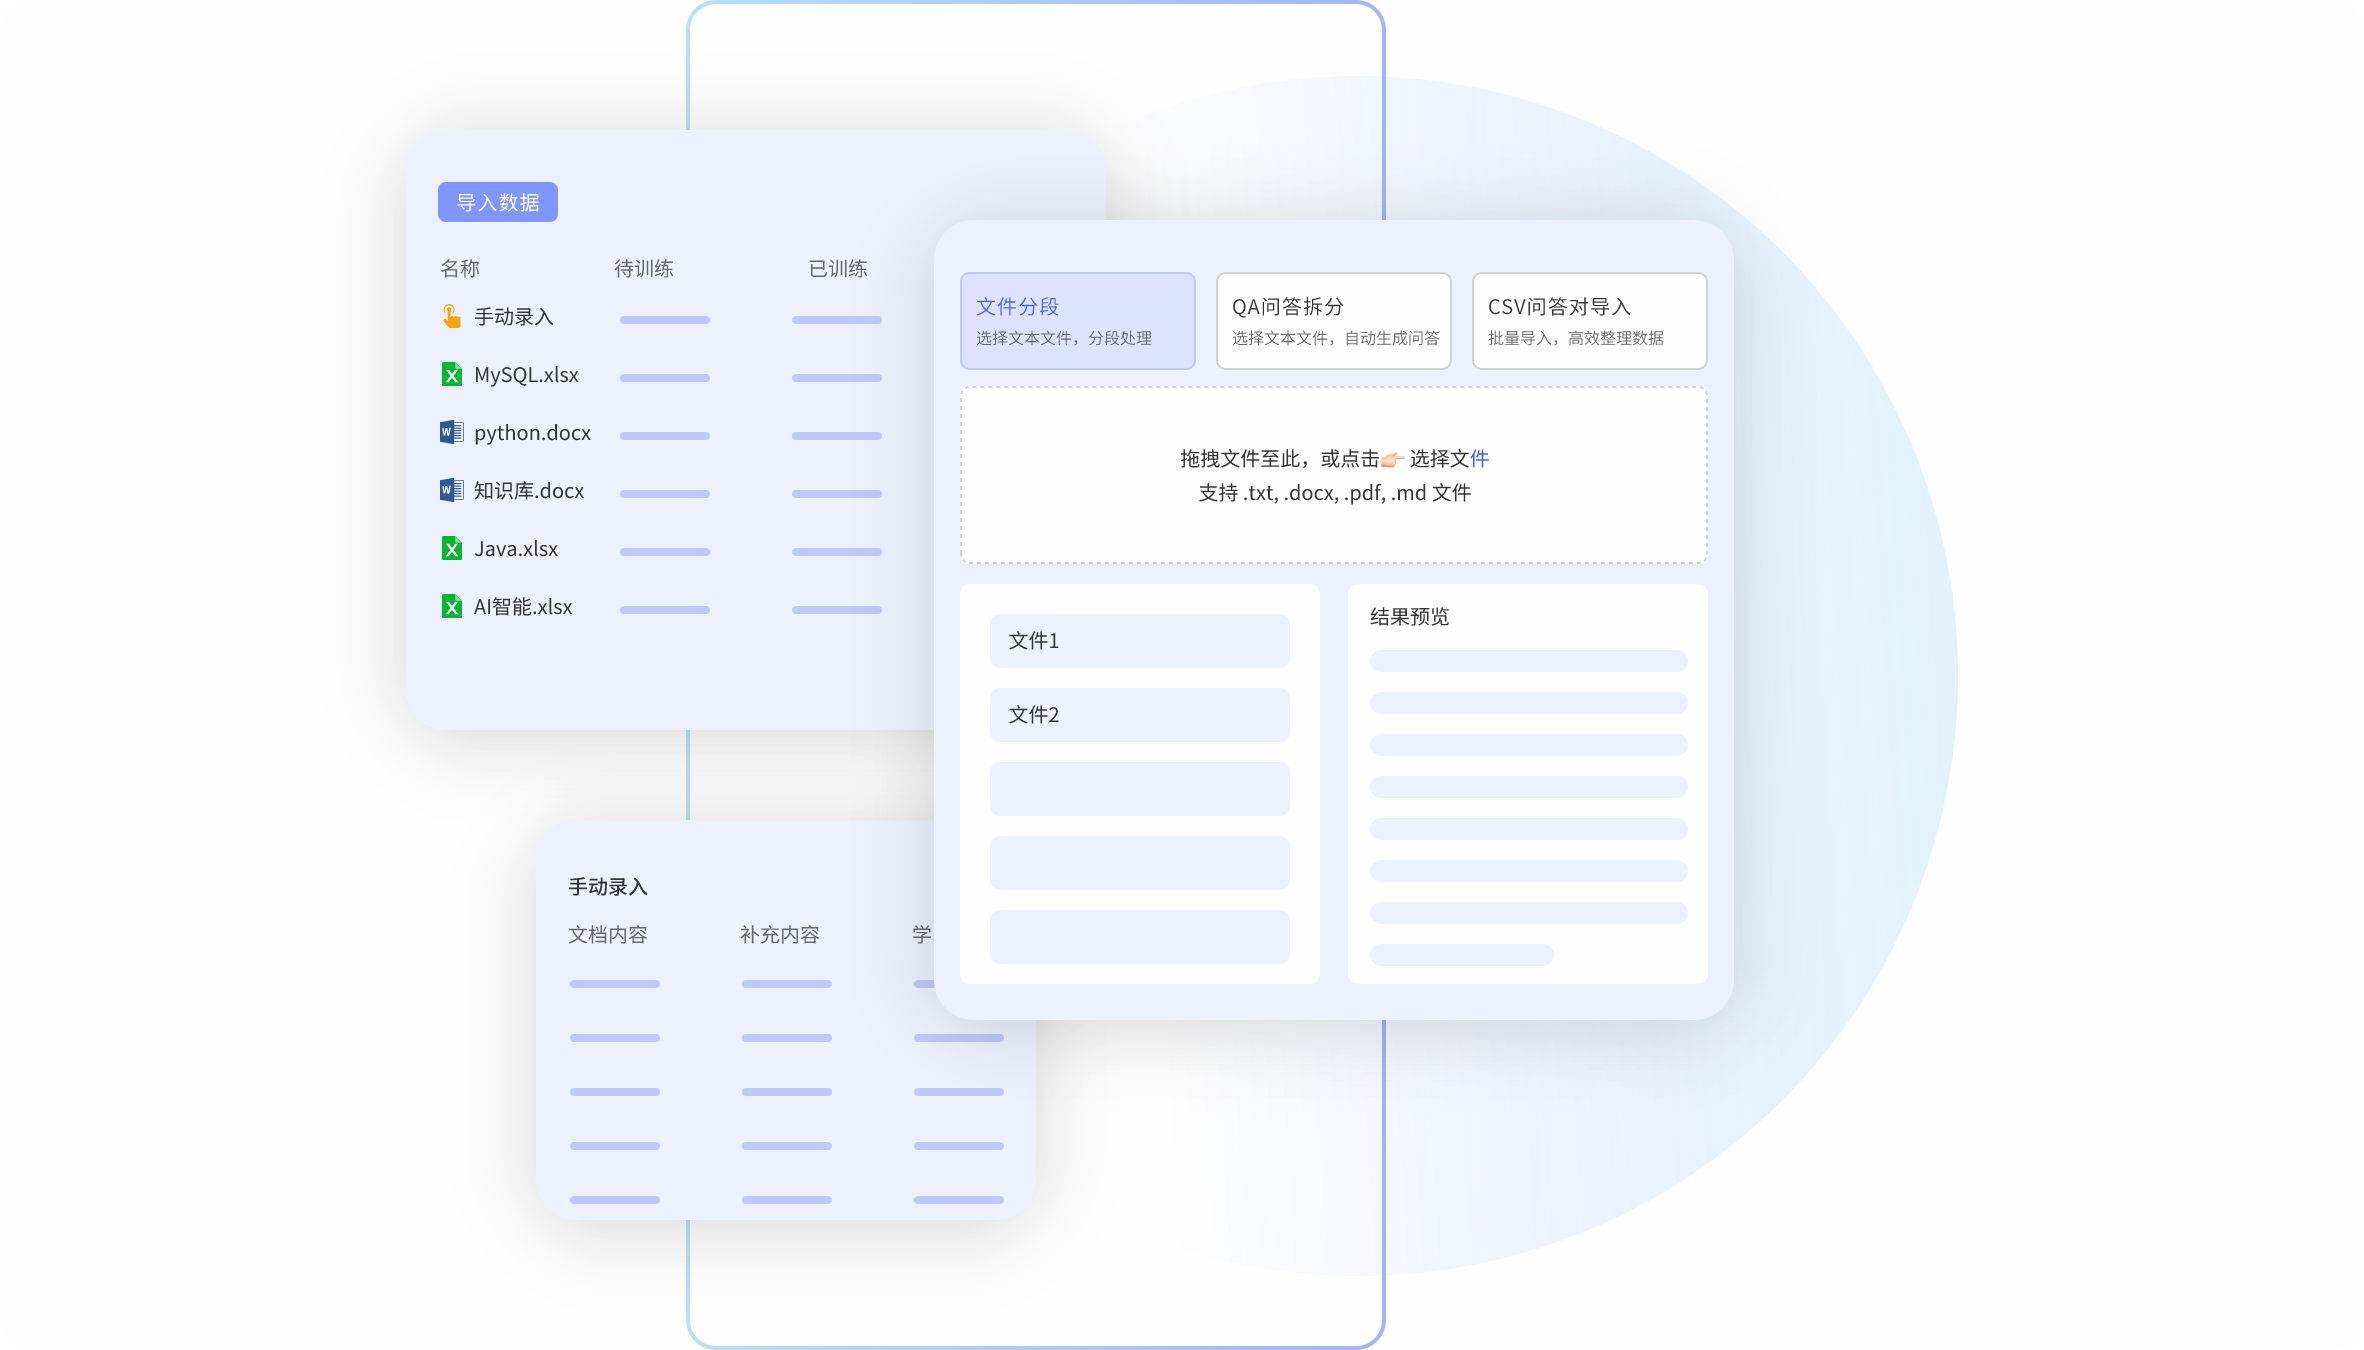 导入数据
名称 待训练 已训练
手动录入
MySQL.xlsx
python.docx
知识库.docx
Java.xlsx
AI智能.xlsx
文件分段
选择文本文件，分段处理
QA问答拆分
选择文本文件，自动生成问答
CSV问答对导入
批量导入，高效整理数据
拖拽文件至此，或点击👉🏻 选择文件
支持 .txt, .docx, .pdf, .md 文件
文件1
文件2
结果预览
手动录入
文档内容 补充内容 学